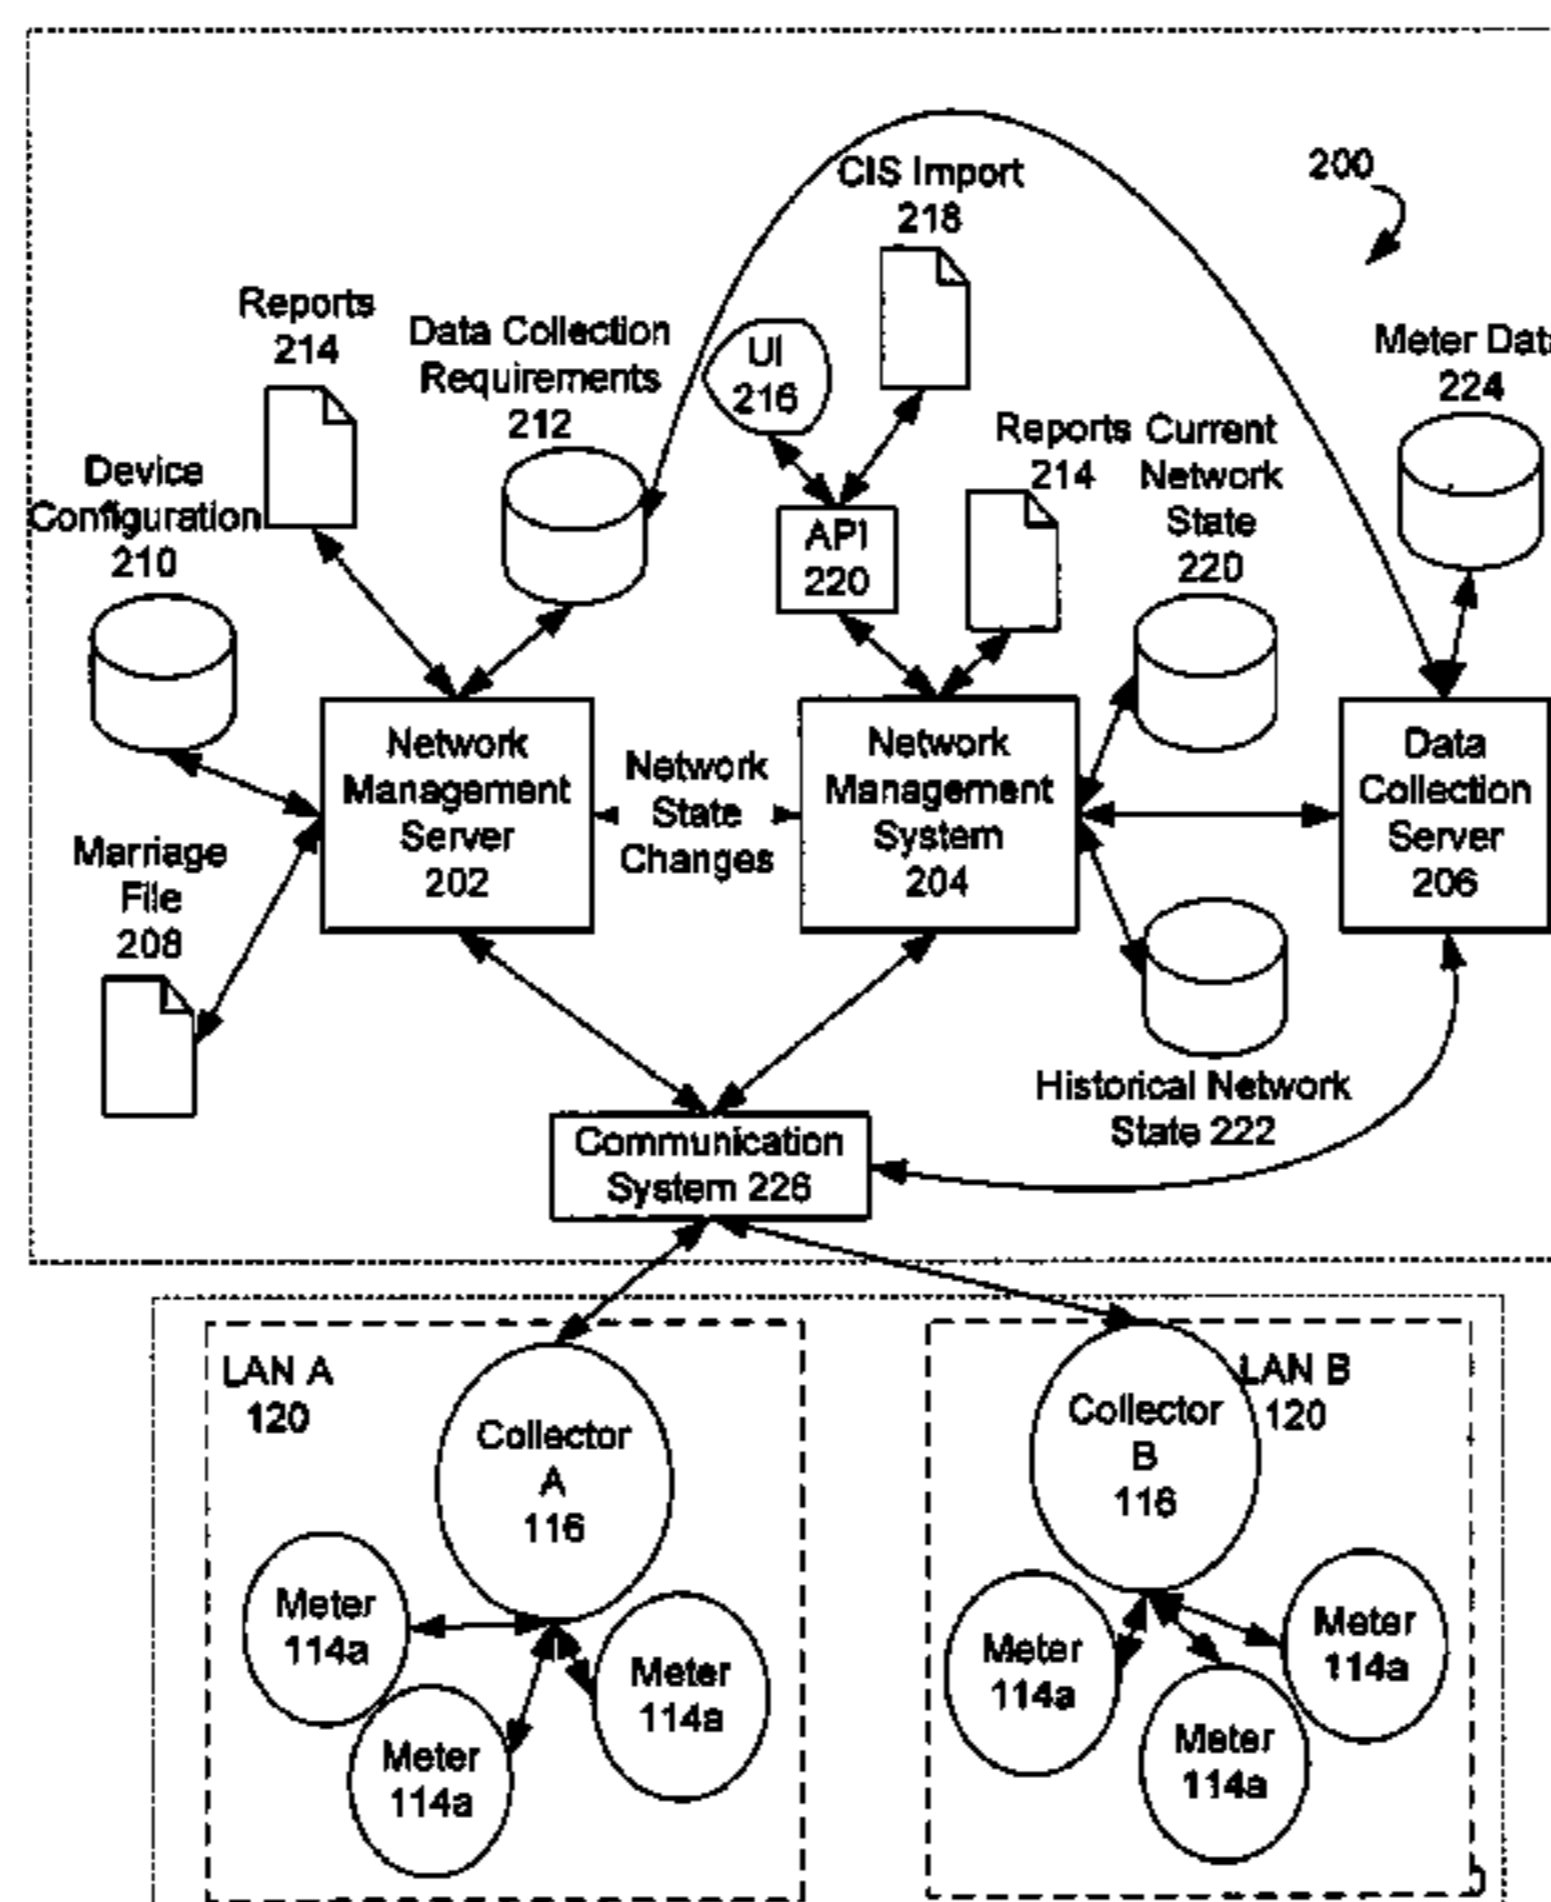 200
CIS Import
218
Reports
214
Data Collection
Requirements
212
UI
216
Meter Dat
224
Device
Configuration
210
API
220
Reports
214
Current
Network
State
220
Network
Management
Server
202
Network
State
Changes
Network
Management
System
204
Data
Collection
Server
206
Marriage
File
208
Historical Network
State 222
Communication
System 226
LAN A
120
Collector
A
116
Meter
114a
Meter
114a
Meter
114a
LAN B
120
Collector
B
116
Meter
114a
Meter
114a
Meter
114a